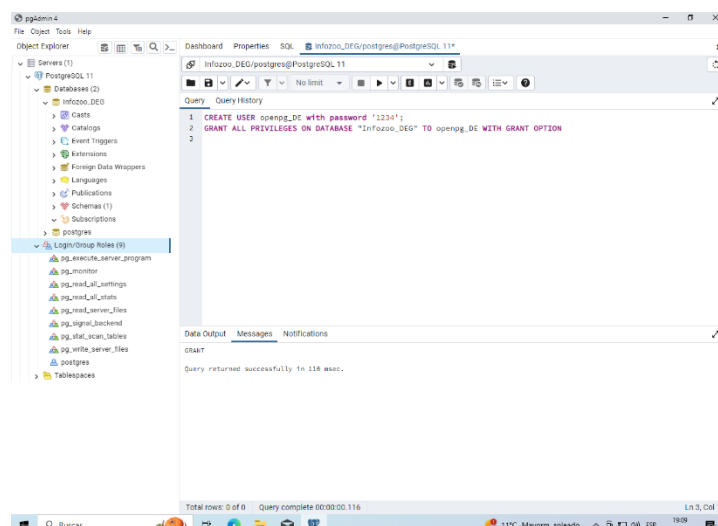 pgAdmin 4
File Object Tools Help
Object Explorer
Dashboard Properties SQL Infozoo_DEG/postgres@PostgreSQL 11*
Servers (1)
PostgreSQL 11
Databases (2)
Infozoo_DEG
Casts
Catalogs
Event Triggers
Extensions
Foreign Data Wrappers
Languages
Publications
Schemas (1)
Subscriptions
postgres
Login/Group Roles (9)
pg_execute_server_program
pg_monitor
pg_read_all_settings
pg_read_all_stats
pg_read_server_files
pg_signal_backend
pg_stat_scan_tables
pg_write_server_files
postgres
Tablespaces
Infozoo_DEG/postgres@PostgreSQL 11
No limit
Query Query History
1 CREATE USER openpg_DE with password '1234';
2 GRANT ALL PRIVILEGES ON DATABASE "Infozoo_DEG" TO openpg_DE WITH GRANT OPTION
3
Data Output Messages Notifications
GRANT
Query returned successfully in 116 msec.
Total rows: 0 of 0 Query complete 00:00:00.116
Ln 3, Col
Buscar
11°C Mayorm. soleado
ESP
19:09